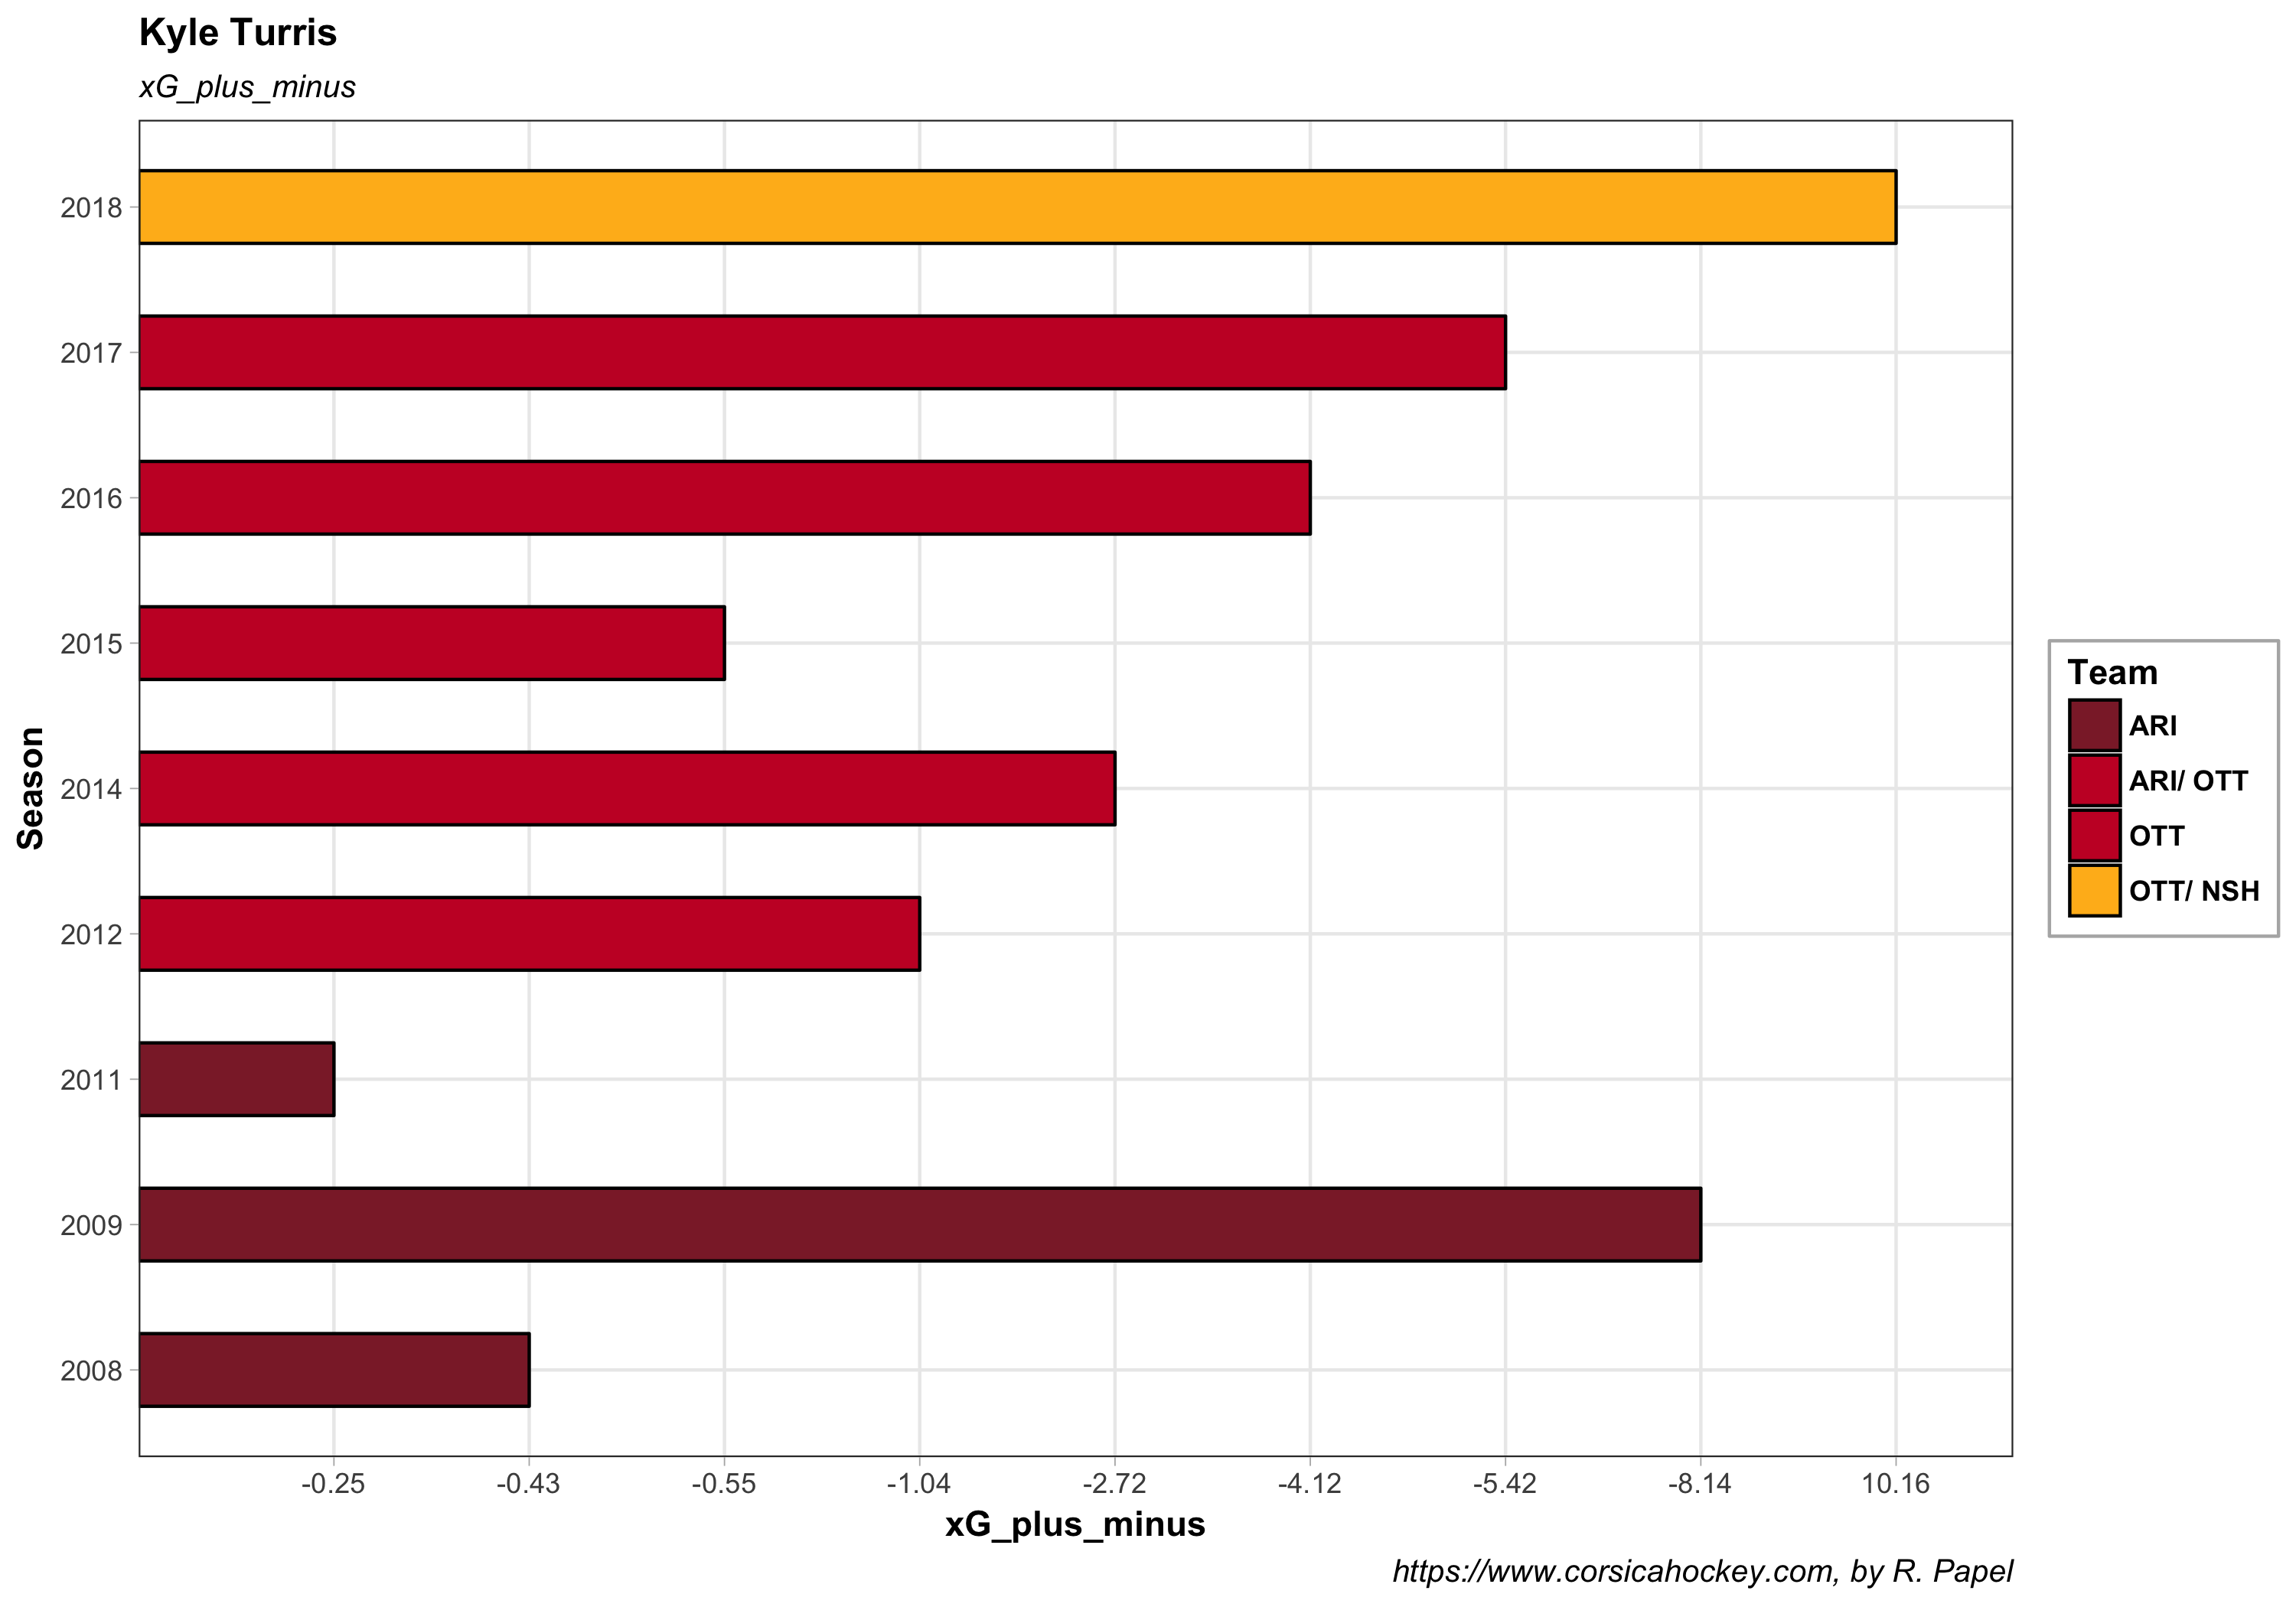 Kyle Turris
xG_plus_minus
2018
2017
2016
2015
2014
2012
2011
2009
2008
Season
-0.25 -0.43 -0.55 -1.04 -2.72 -4.12 -5.42 -8.14 10.16
xG_plus_minus
Team
ARI
ARI/ OTT
OTT
OTT/ NSH
https://www.corsicahockey.com, by R. Papel